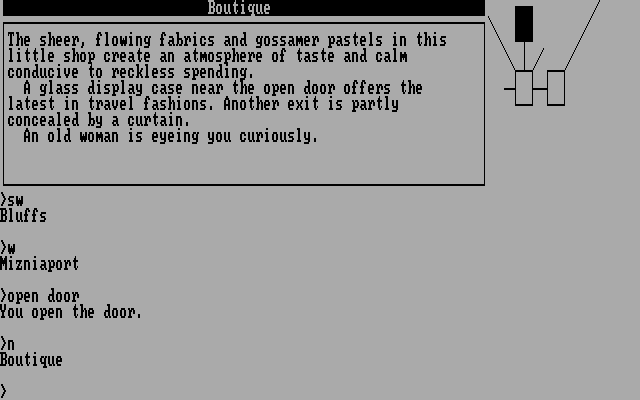 Boutique
The sheer, flowing fabrics and gossamer pastels in this
little shop create an atmosphere of taste and calm
conducive to reckless spending.
A glass display case near the open door offers the
latest in travel fashions. Another exit is partly
concealed by a curtain.
An old woman is eyeing you curiously.
>sw
Bluffs
>w
Mizniaport
>open door
You open the door.
>n
Boutique
>